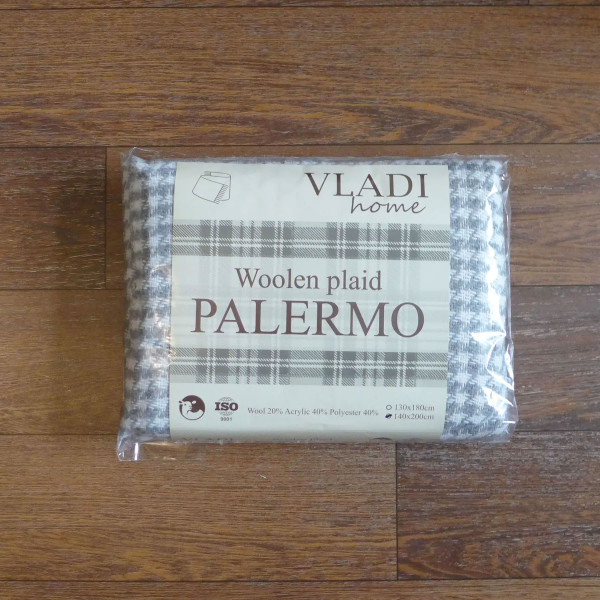 VLADI
home
Woolen plaid
PALERMO
ISO
9001
Wool 20% Acrylic 40% Polyester 40%
130x180cm
140x200cm